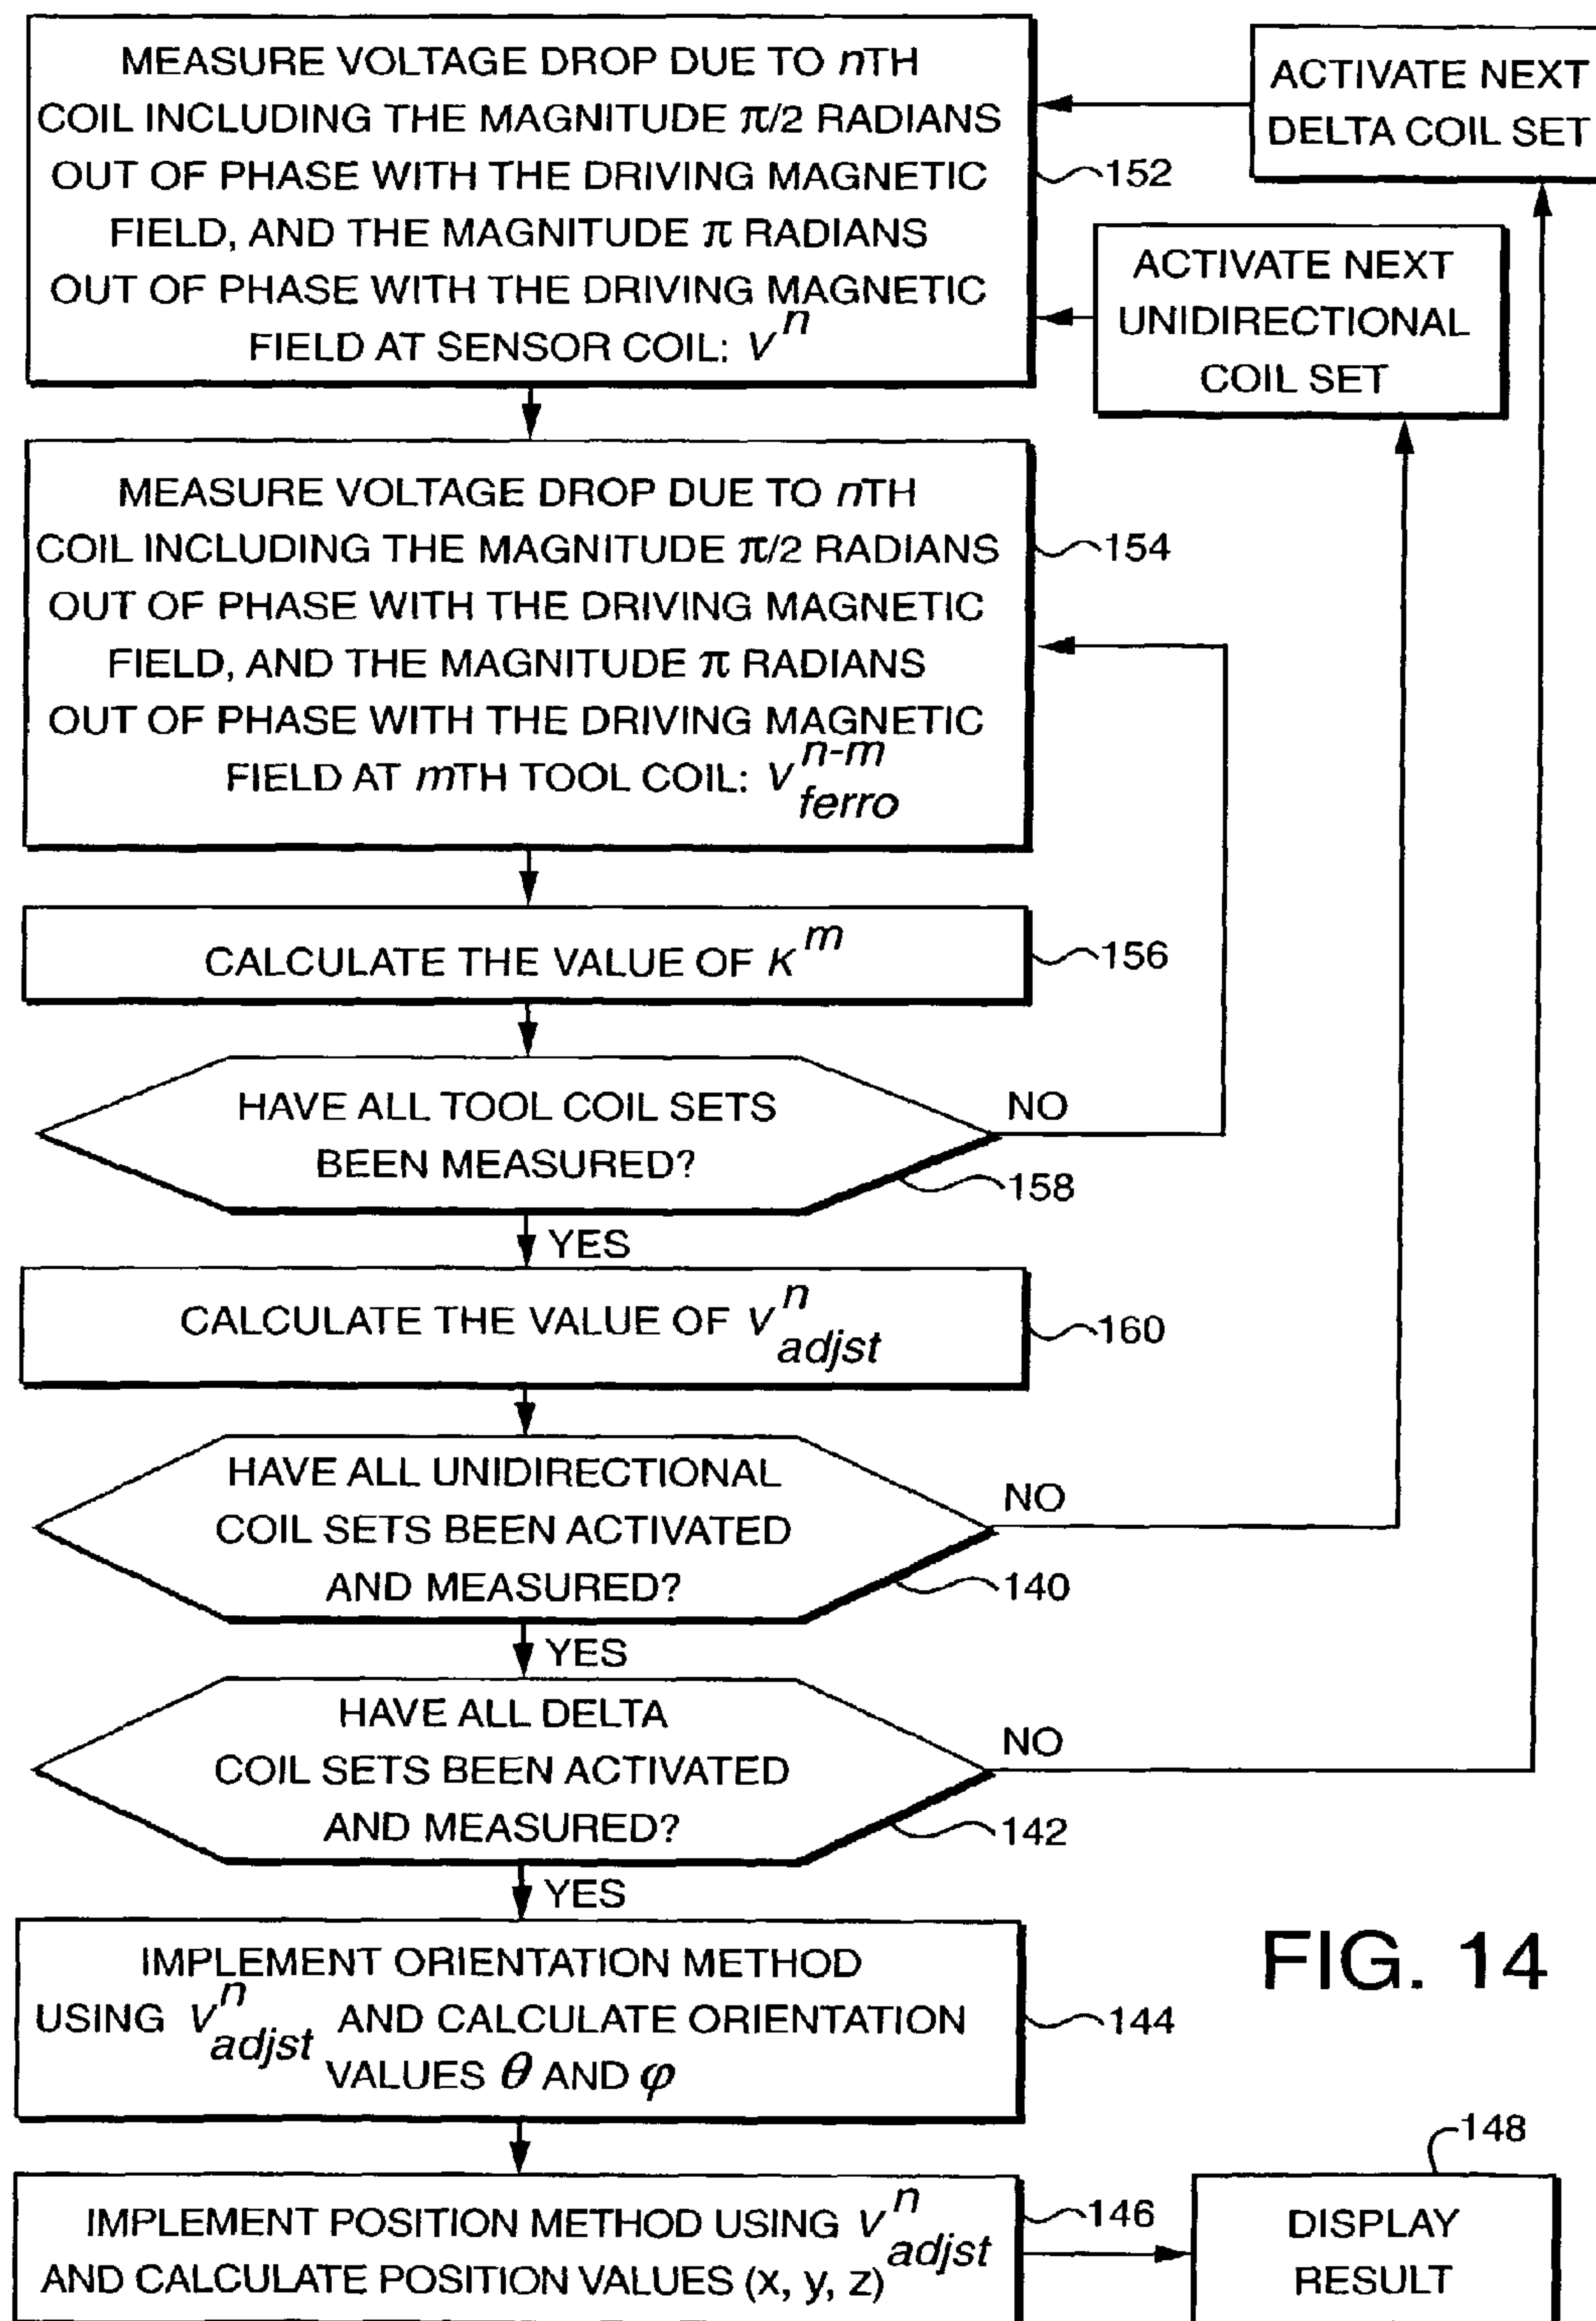 MEASURE VOLTAGE DROP DUE TO nTH
COIL INCLUDING THE MAGNITUDE π/2 RADIANS
OUT OF PHASE WITH THE DRIVING MAGNETIC
FIELD, AND THE MAGNITUDE π RADIANS
OUT OF PHASE WITH THE DRIVING MAGNETIC
FIELD AT SENSOR COIL: V^n
152
ACTIVATE NEXT
DELTA COIL SET
ACTIVATE NEXT
UNIDIRECTIONAL
COIL SET
MEASURE VOLTAGE DROP DUE TO nTH
COIL INCLUDING THE MAGNITUDE π/2 RADIANS
OUT OF PHASE WITH THE DRIVING MAGNETIC
FIELD, AND THE MAGNITUDE π RADIANS
OUT OF PHASE WITH THE DRIVING MAGNETIC
FIELD AT mTH TOOL COIL: V^n-m_ferro
154
CALCULATE THE VALUE OF K^m
156
HAVE ALL TOOL COIL SETS
BEEN MEASURED?
NO
158
YES
CALCULATE THE VALUE OF V^n_adjst
160
HAVE ALL UNIDIRECTIONAL
COIL SETS BEEN ACTIVATED
AND MEASURED?
NO
140
YES
HAVE ALL DELTA
COIL SETS BEEN ACTIVATED
AND MEASURED?
NO
142
YES
IMPLEMENT ORIENTATION METHOD
USING V^n_adjst AND CALCULATE ORIENTATION
VALUES θ AND φ
144
FIG. 14
IMPLEMENT POSITION METHOD USING V^n_adjst
AND CALCULATE POSITION VALUES (x, y, z)
146
148
DISPLAY
RESULT